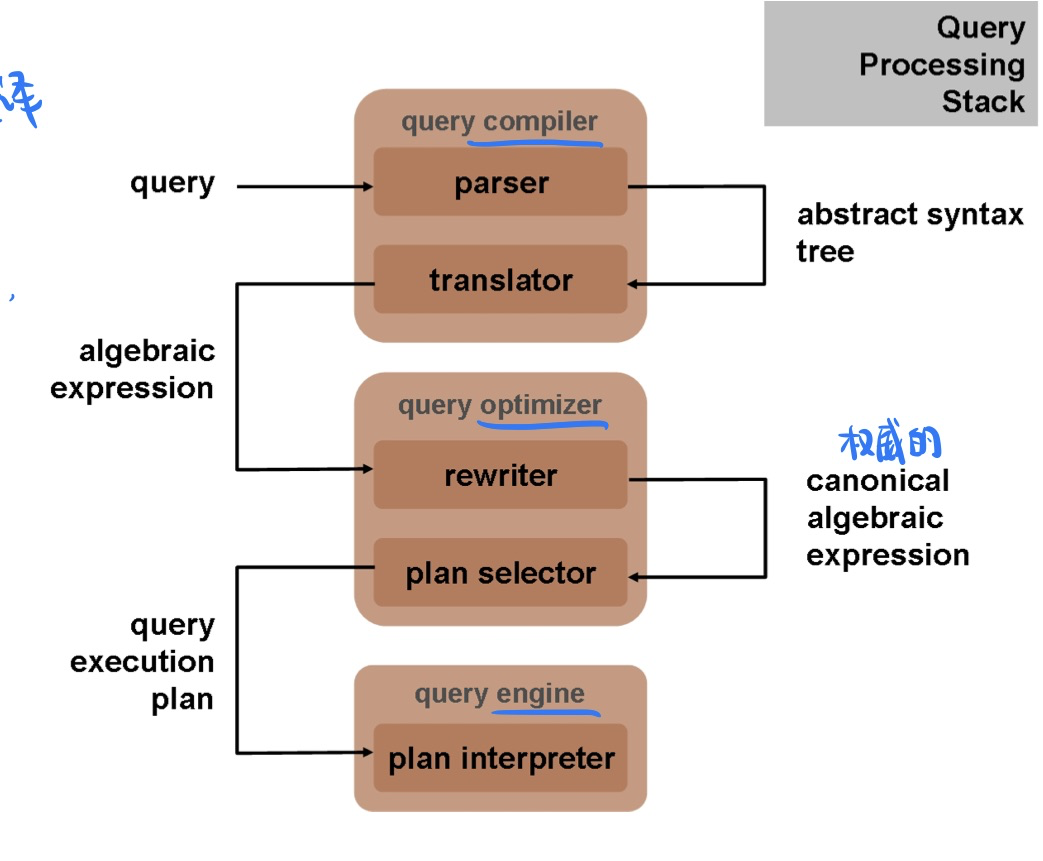 Query
Processing
Stack
query compiler
query
parser
abstract syntax
tree
translator
algebraic
expression
query optimizer
权威的
rewriter
canonical
algebraic
expression
plan selector
query
execution
plan
query engine
plan interpreter